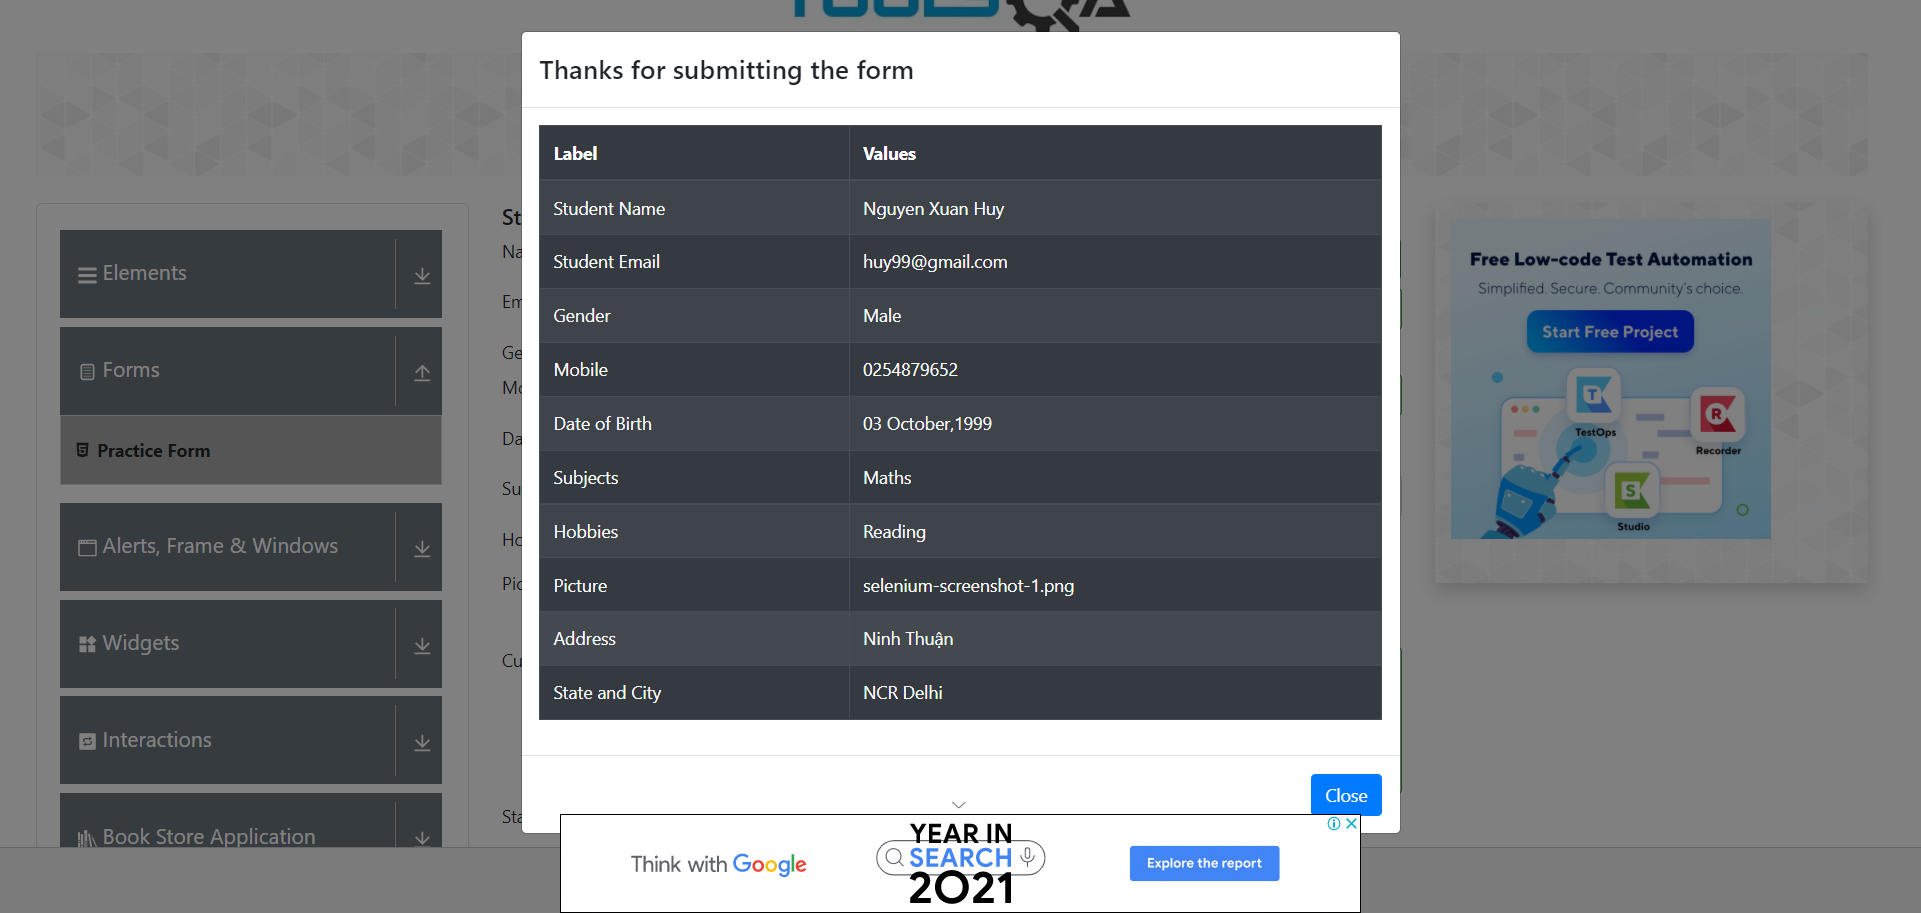 TOOLSQA
Thanks for submitting the form
Label Values
Student Name Nguyen Xuan Huy
Student Email huy99@gmail.com
Gender Male
Mobile 0254879652
Date of Birth 03 October,1999
Subjects Maths
Hobbies Reading
Picture selenium-screenshot-1.png
Address Ninh Thuận
State and City NCR Delhi
Close
Elements
Forms
Practice Form
Alerts, Frame & Windows
Widgets
Interactions
Book Store Application
St
Na
Em
Ge
Mo
Da
Su
Ho
Pic
Cu
Sta
Free Low-code Test Automation
Simplified. Secure. Community's choice.
Start Free Project
TestOps
Recorder
Studio
Think with Google
YEAR IN
SEARCH
2021
Explore the report